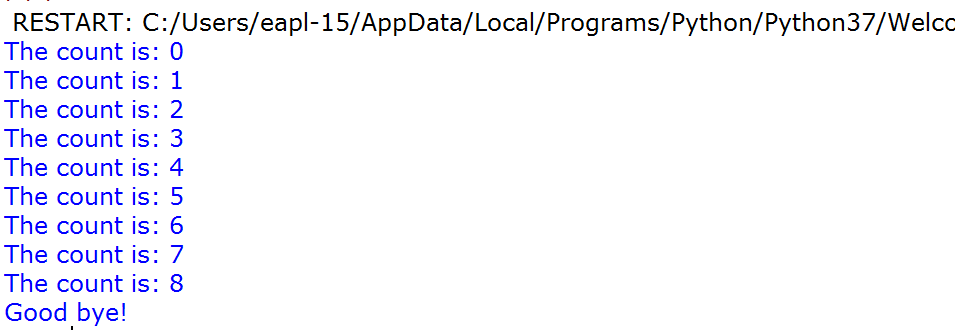 RESTART: C:/Users/eapl-15/AppData/Local/Programs/Python/Python37/Welco
The count is: 0
The count is: 1
The count is: 2
The count is: 3
The count is: 4
The count is: 5
The count is: 6
The count is: 7
The count is: 8
Good bye!